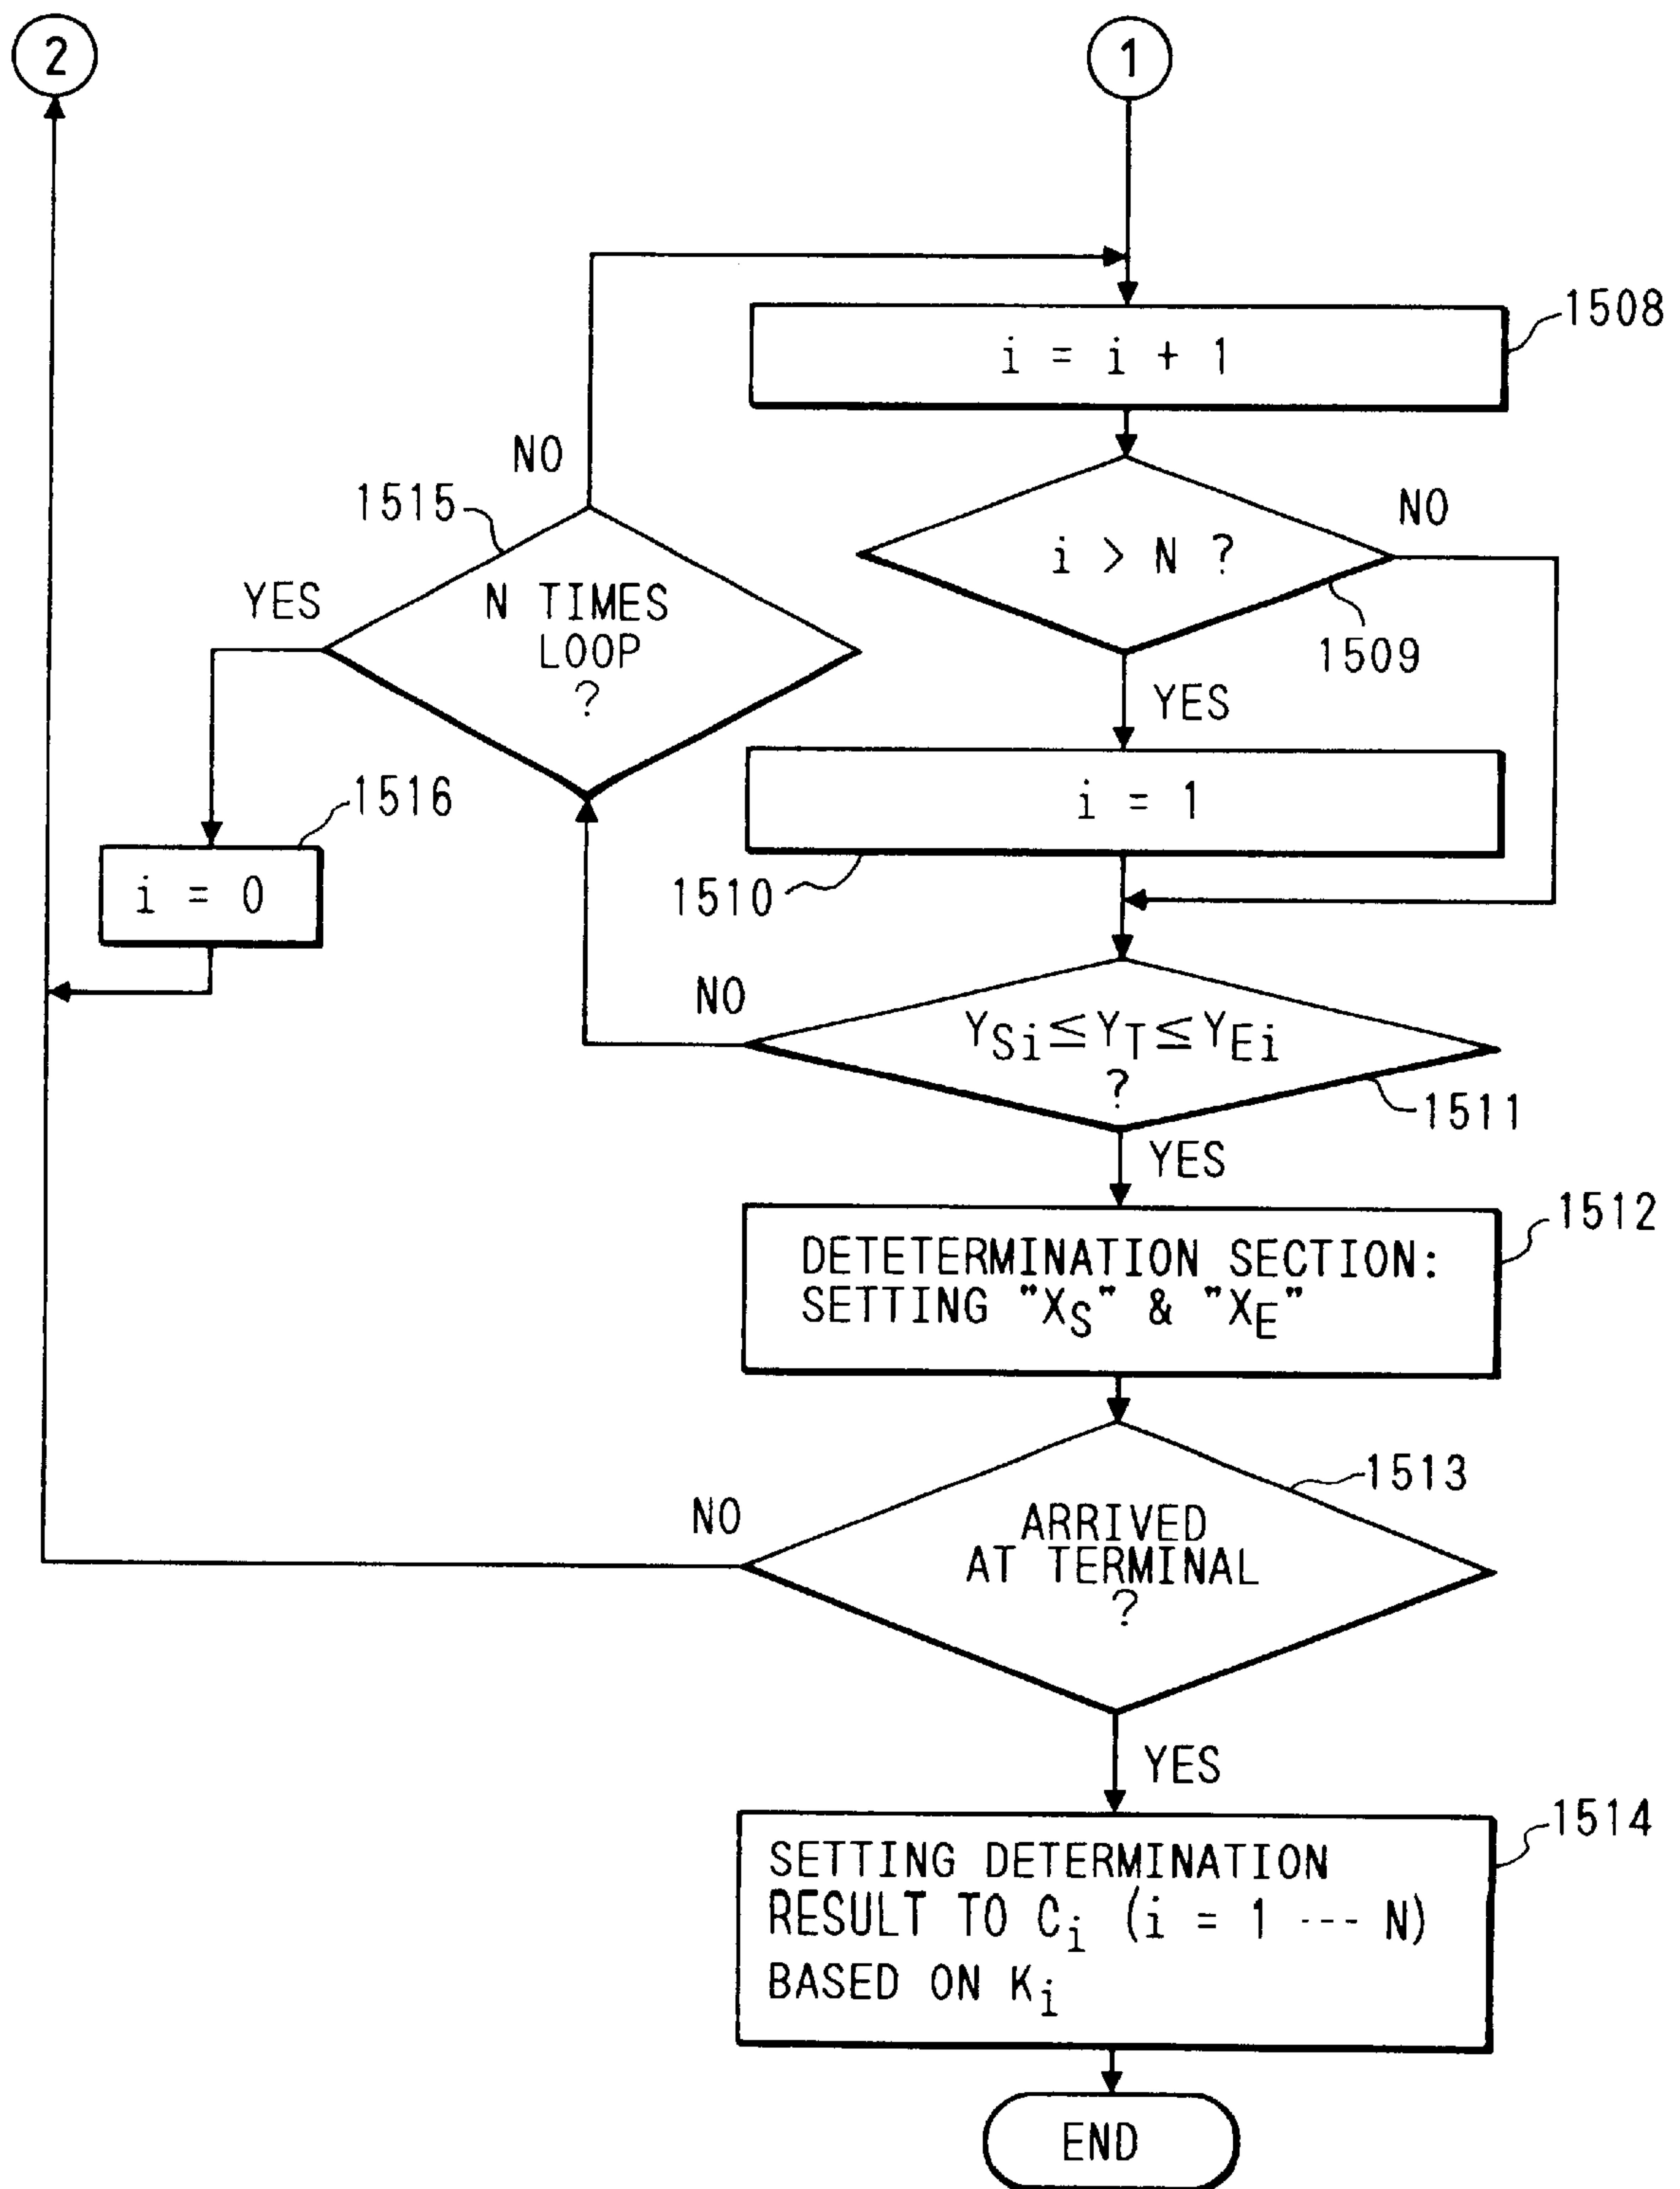 2
1
1508
i = i + 1
NO
1515
NO
i > N ?
YES
N TIMES
LOOP
?
1509
YES
1516
i = 1
i = 0
1510
NO
YSi≦YT≦YEi
?
1511
YES
1512
DETETERMINATION SECTION:
SETTING "XS" & "XE"
1513
NO
ARRIVED
AT TERMINAL
?
YES
1514
SETTING DETERMINATION
RESULT TO Ci (i = 1 --- N)
BASED ON Ki
END